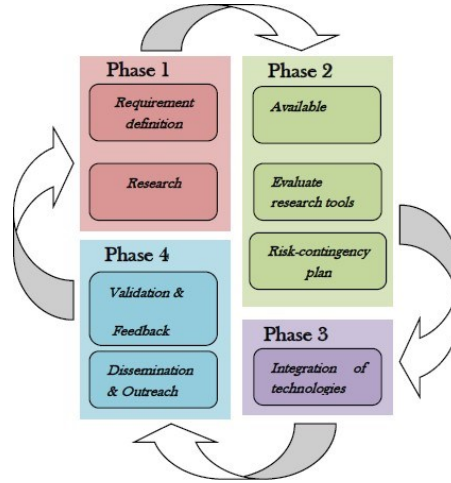 Phase 1
Requirement
definition
Research
Phase 2
Available
Evaluate
research tools
Risk-contingency
plan
Phase 3
Integration of
technologies
Phase 4
Validation &
Feedback
Dissemination
& Outreach